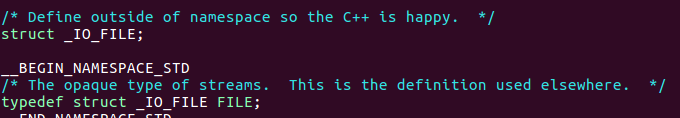 /* Define outside of namespace so the C++ is happy.  */
struct _IO_FILE;
__BEGIN_NAMESPACE_STD
/* The opaque type of streams.  This is the definition used elsewhere.  */
typedef struct _IO_FILE FILE;
__END_NAMESPACE_STD